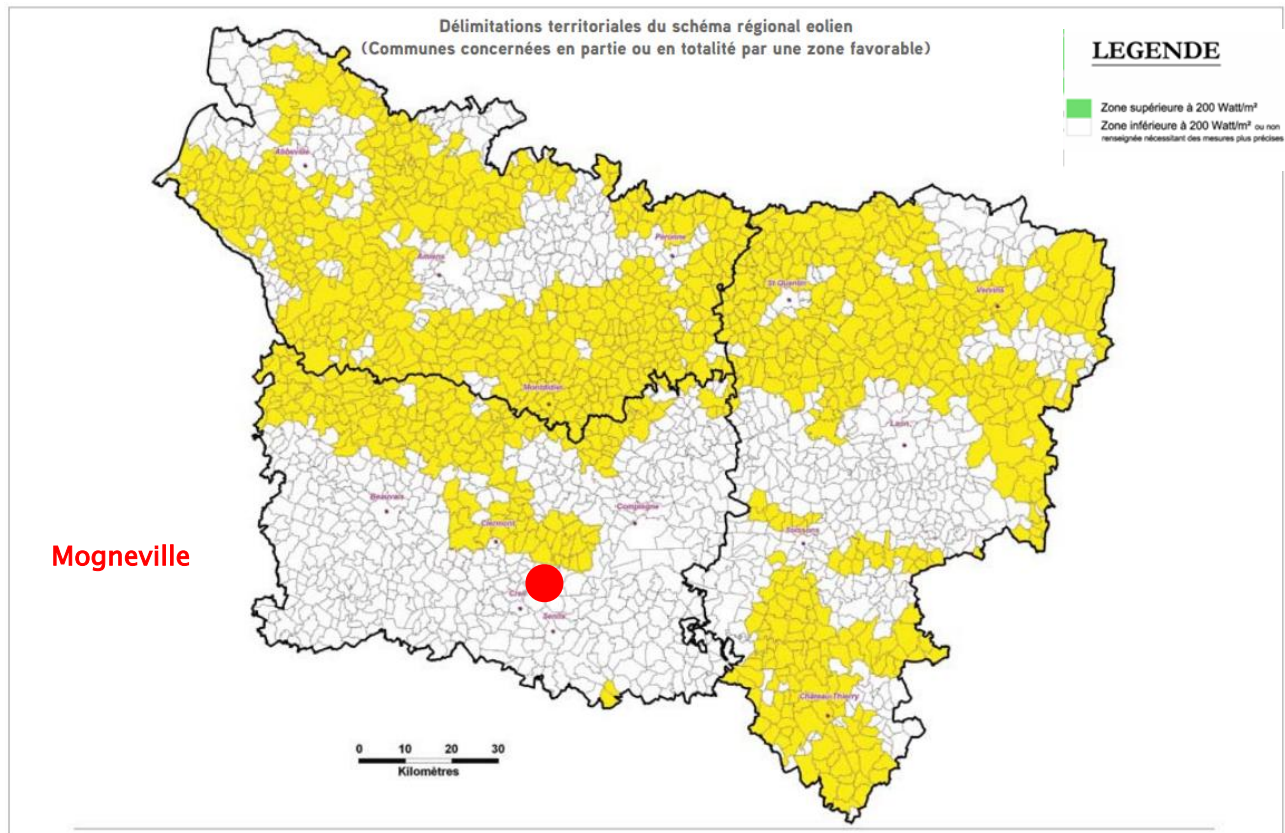 Délimitations territoriales du schéma régional eolien
(Communes concernées en partie ou en totalité par une zone favorable)
LEGENDE
Zone supérieure à 200 Watt/m²
Zone inférieure à 200 Watt/m² ou non
renseignée nécessitant des mesures plus précises
Abbeville
Amiens
Péronne
St Quentin
Vervins
Montdidier
Laon
Beauvais
Compiègne
Clermont
Soissons
Mogneville
Creil
Senlis
Château-Thierry
0 10 20 30
Kilomètres